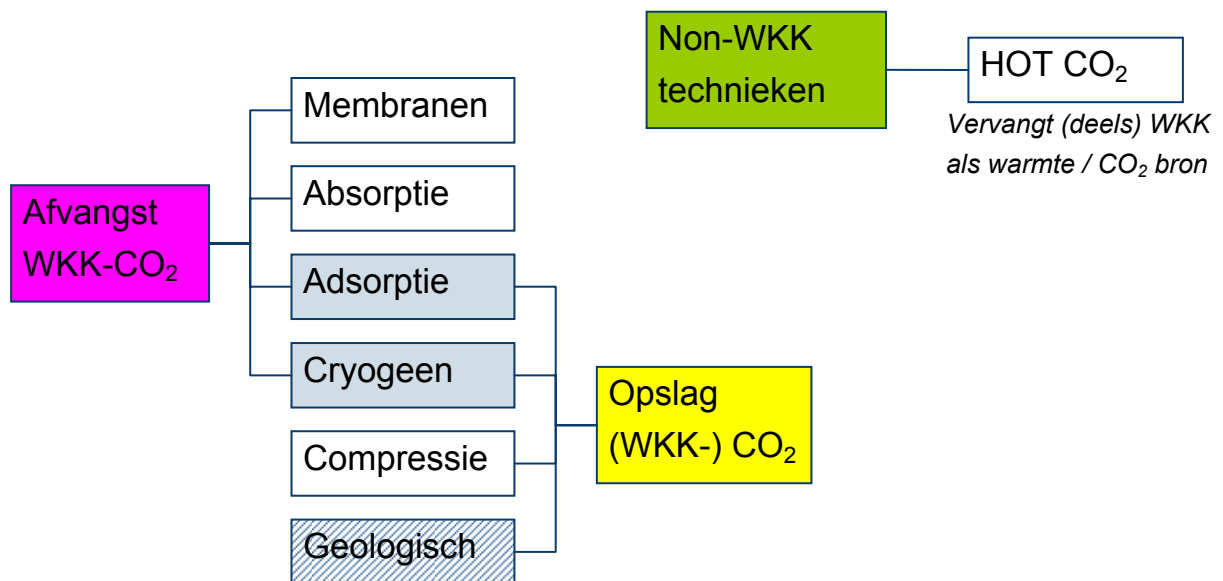 Non-WKK
technieken
HOT CO₂
Vervangt (deels) WKK
als warmte / CO₂ bron
Afvangst
WKK-CO₂
Membranen
Absorptie
Adsorptie
Cryogeen
Compressie
Geologisch
Opslag
(WKK-) CO₂